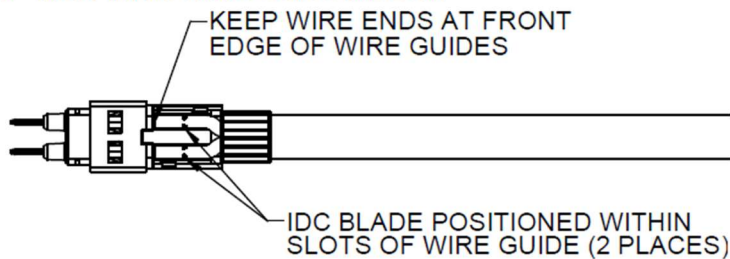 KEEP WIRE ENDS AT FRONT
EDGE OF WIRE GUIDES
IDC BLADE POSITIONED WITHIN
SLOTS OF WIRE GUIDE (2 PLACES)